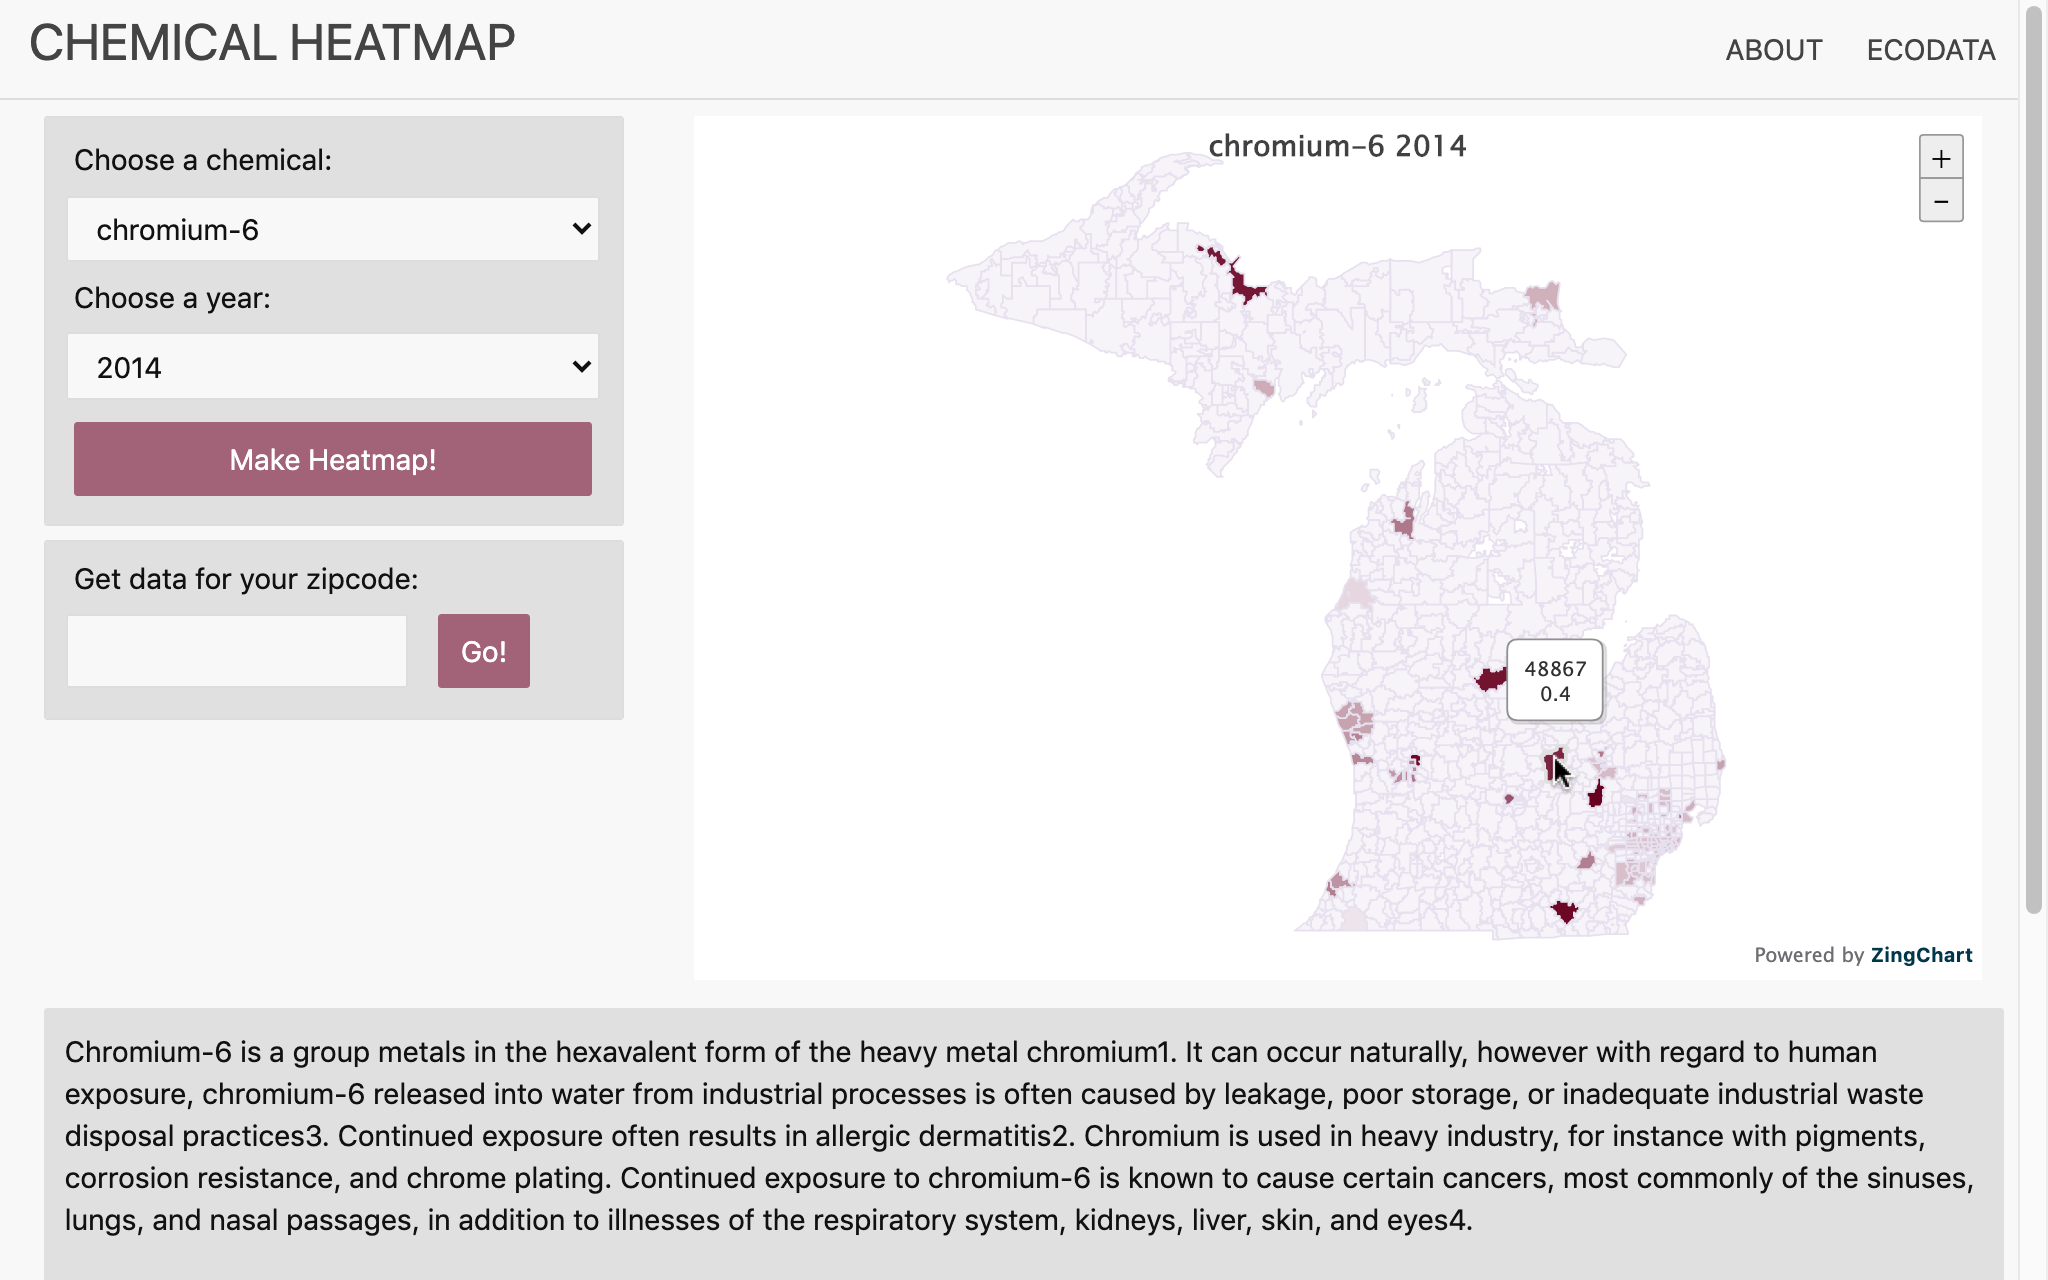 CHEMICAL HEATMAP
ABOUT ECODATA
Choose a chemical:
chromium-6
Choose a year:
2014
Make Heatmap!
Get data for your zipcode:
Go!
chromium-6 2014
+
−
48867
0.4
Powered by ZingChart
Chromium-6 is a group metals in the hexavalent form of the heavy metal chromium1. It can occur naturally, however with regard to human
exposure, chromium-6 released into water from industrial processes is often caused by leakage, poor storage, or inadequate industrial waste
disposal practices3. Continued exposure often results in allergic dermatitis2. Chromium is used in heavy industry, for instance with pigments,
corrosion resistance, and chrome plating. Continued exposure to chromium-6 is known to cause certain cancers, most commonly of the sinuses,
lungs, and nasal passages, in addition to illnesses of the respiratory system, kidneys, liver, skin, and eyes4.